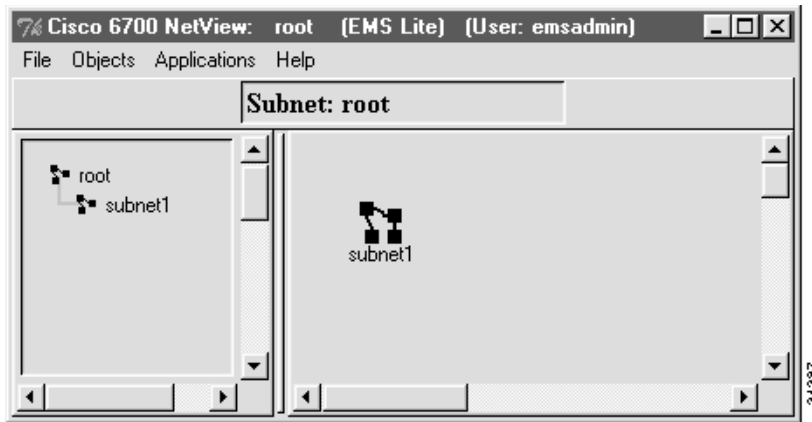 Cisco 6700 NetView: root (EMS Lite) (User: emsadmin)
File Objects Applications Help
Subnet: root
root
subnet1
subnet1